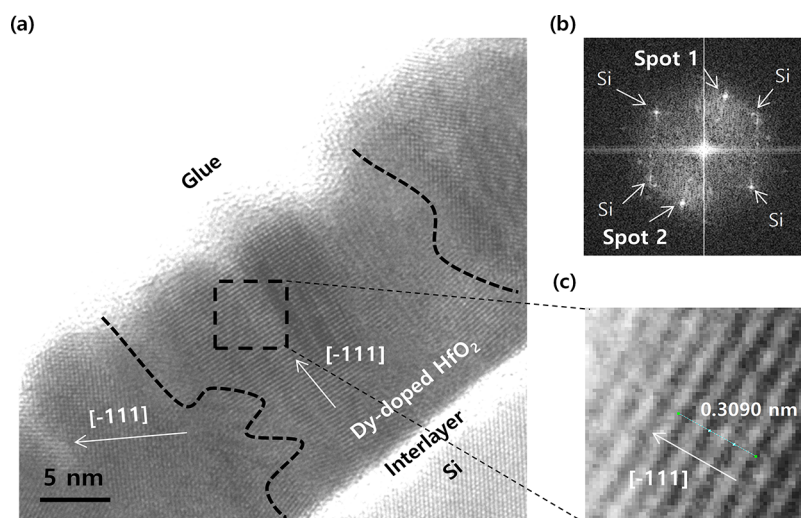 (a)
Glue
[-111]
[-111]
Dy-doped HfO₂
Interlayer
Si
5 nm
(b)
Spot 1
Si
Si
Si
Si
Spot 2
(c)
0.3090 nm
[-111]